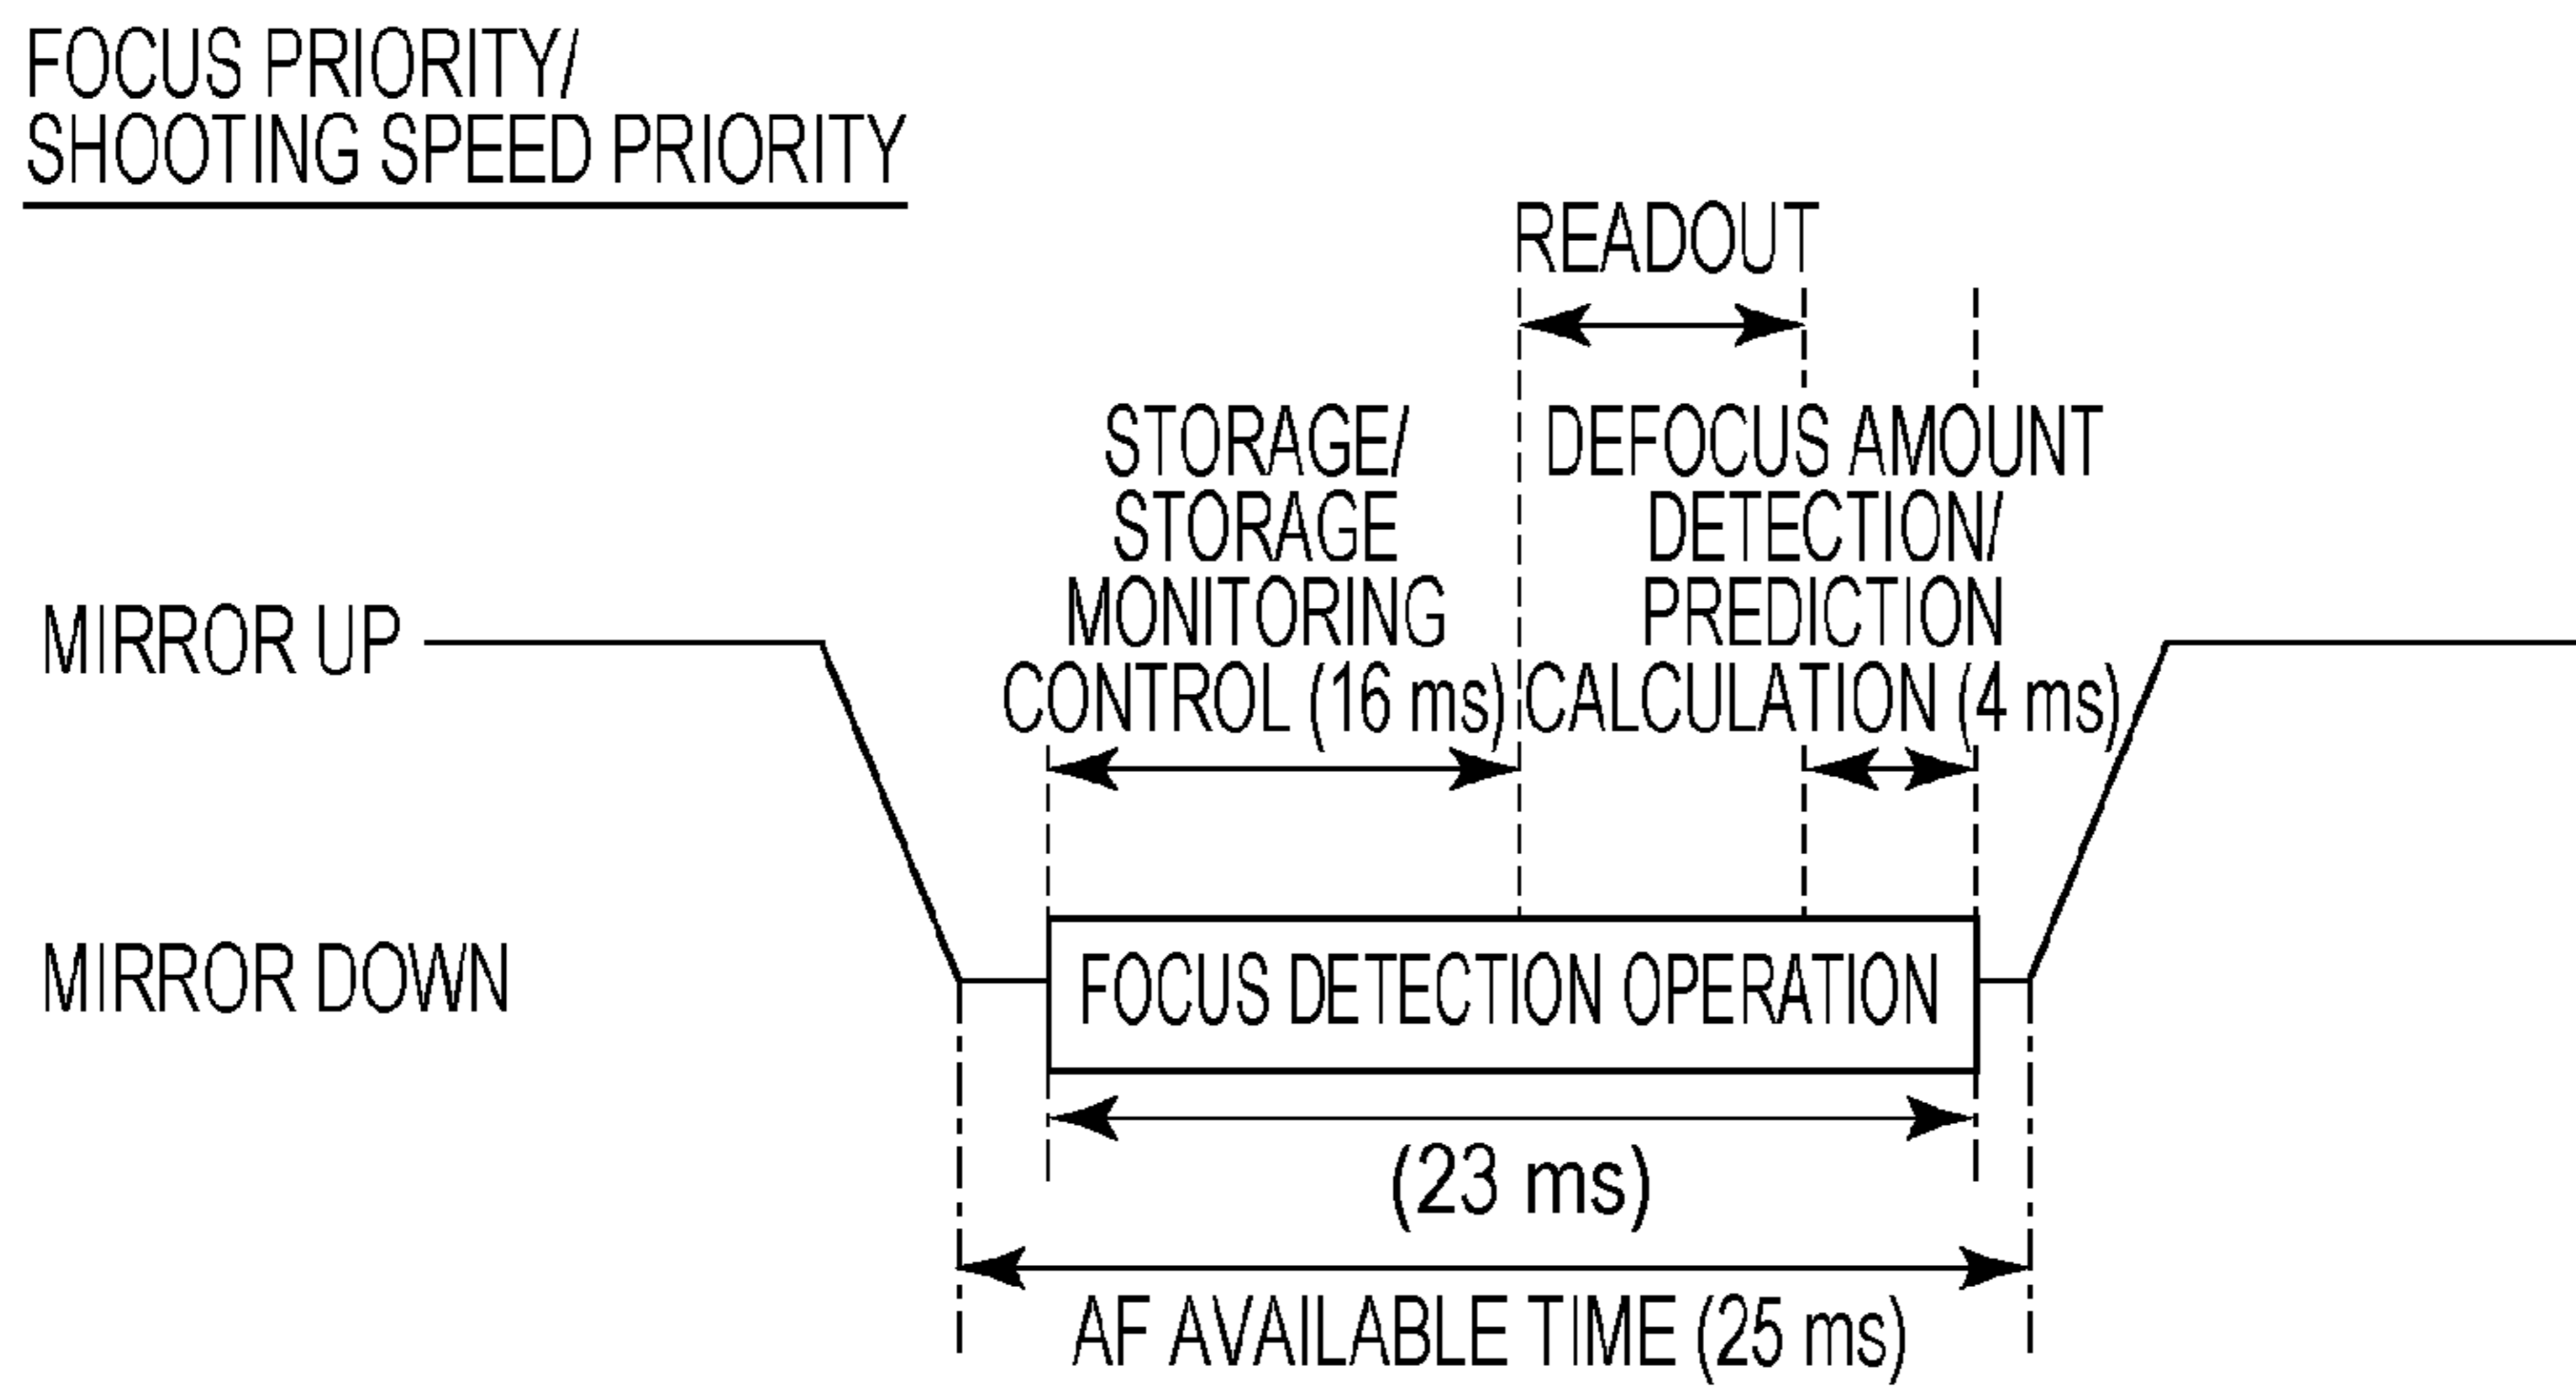 FOCUS PRIORITY/
SHOOTING SPEED PRIORITY
READOUT
STORAGE/
STORAGE
MONITORING
CONTROL (16 ms)
DEFOCUS AMOUNT
DETECTION/
PREDICTION
CALCULATION (4 ms)
MIRROR UP
MIRROR DOWN
FOCUS DETECTION OPERATION
(23 ms)
AF AVAILABLE TIME (25 ms)